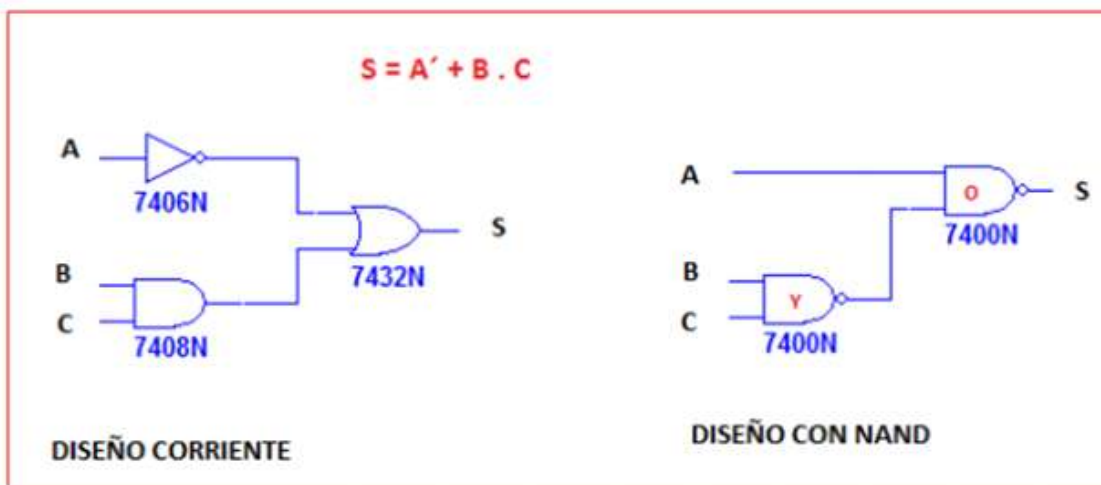 S = A´ + B . C
A
7406N
B
C
7408N
7432N
S
DISEÑO CORRIENTE
A
O
7400N
S
B
C
Y
7400N
DISEÑO CON NAND